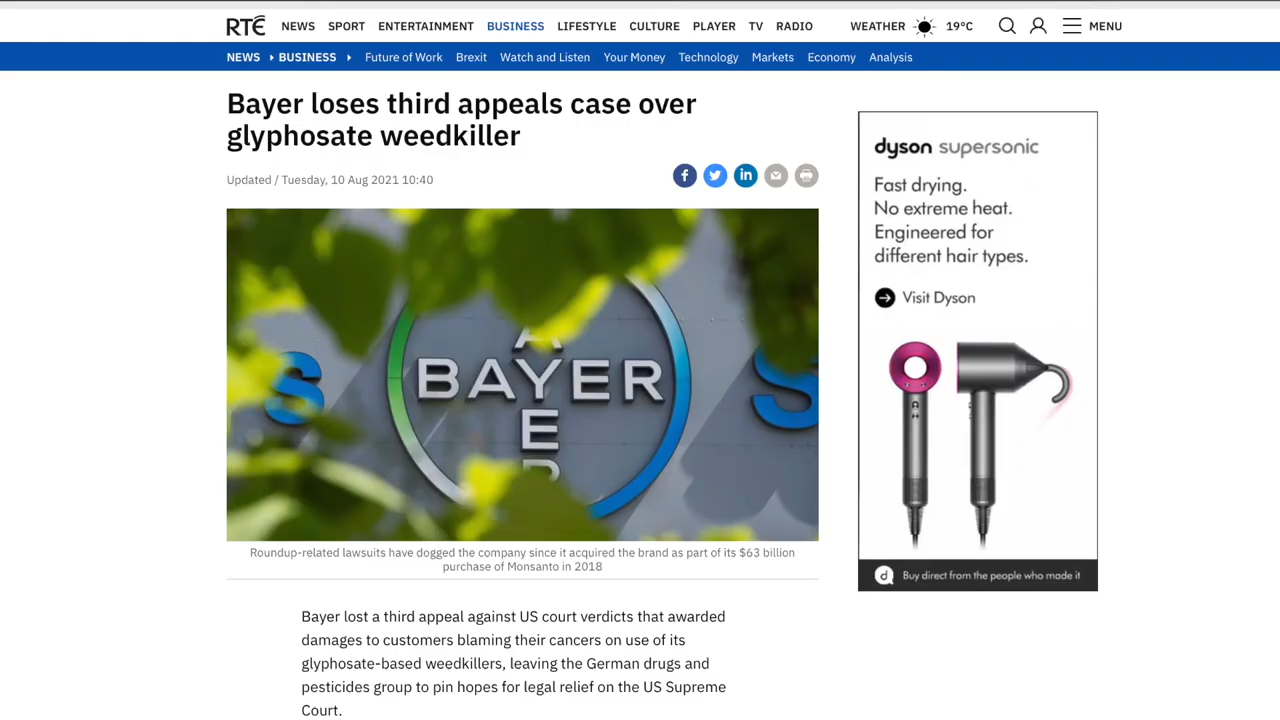 RTÉ NEWS SPORT ENTERTAINMENT BUSINESS LIFESTYLE CULTURE PLAYER TV RADIO WEATHER 19°C MENU
NEWS BUSINESS Future of Work Brexit Watch and Listen Your Money Technology Markets Economy Analysis
Bayer loses third appeals case over
glyphosate weedkiller
Updated / Tuesday, 10 Aug 2021 10:40
S
BAYER
A
Y
E
R
S
Roundup-related lawsuits have dogged the company since it acquired the brand as part of its $63 billion
purchase of Monsanto in 2018
Bayer lost a third appeal against US court verdicts that awarded
damages to customers blaming their cancers on use of its
glyphosate-based weedkillers, leaving the German drugs and
pesticides group to pin hopes for legal relief on the US Supreme
Court.
dyson supersonic
Fast drying.
No extreme heat.
Engineered for
different hair types.
Visit Dyson
Buy direct from the people who made it